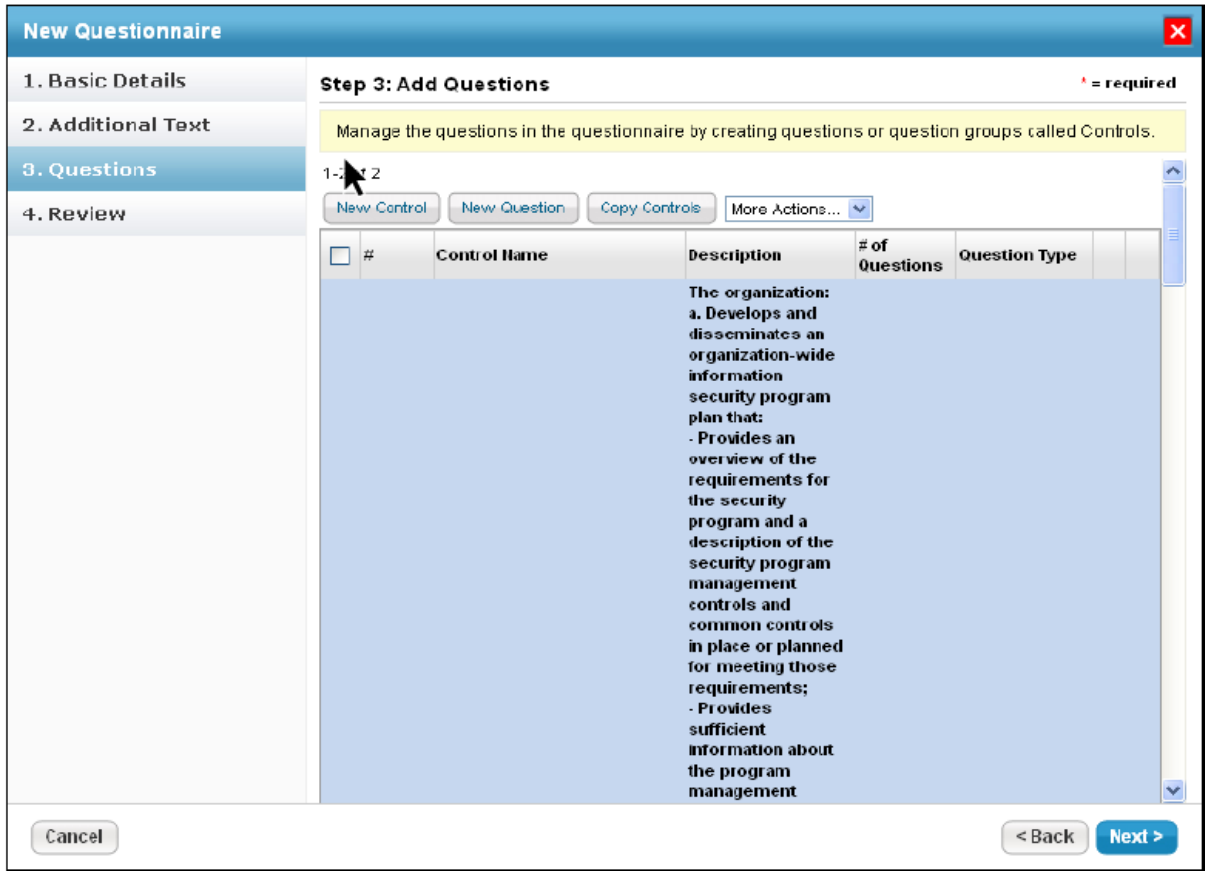 New Questionnaire
1. Basic Details
2. Additional Text
3. Questions
4. Review
Step 3: Add Questions
* = required
Manage the questions in the questionnaire by creating questions or question groups called Controls.
1-2 2
New Control New Question Copy Controls More Actions...
# Control Name Description # of Questions Question Type
The organization:
a. Develops and
disseminates an
organization-wide
information
security program
plan that:
- Provides an
overview of the
requirements for
the security
program and a
description of the
security program
management
controls and
common controls
in place or planned
for meeting those
requirements;
- Provides
sufficient
information about
the program
management
Cancel
< Back Next >